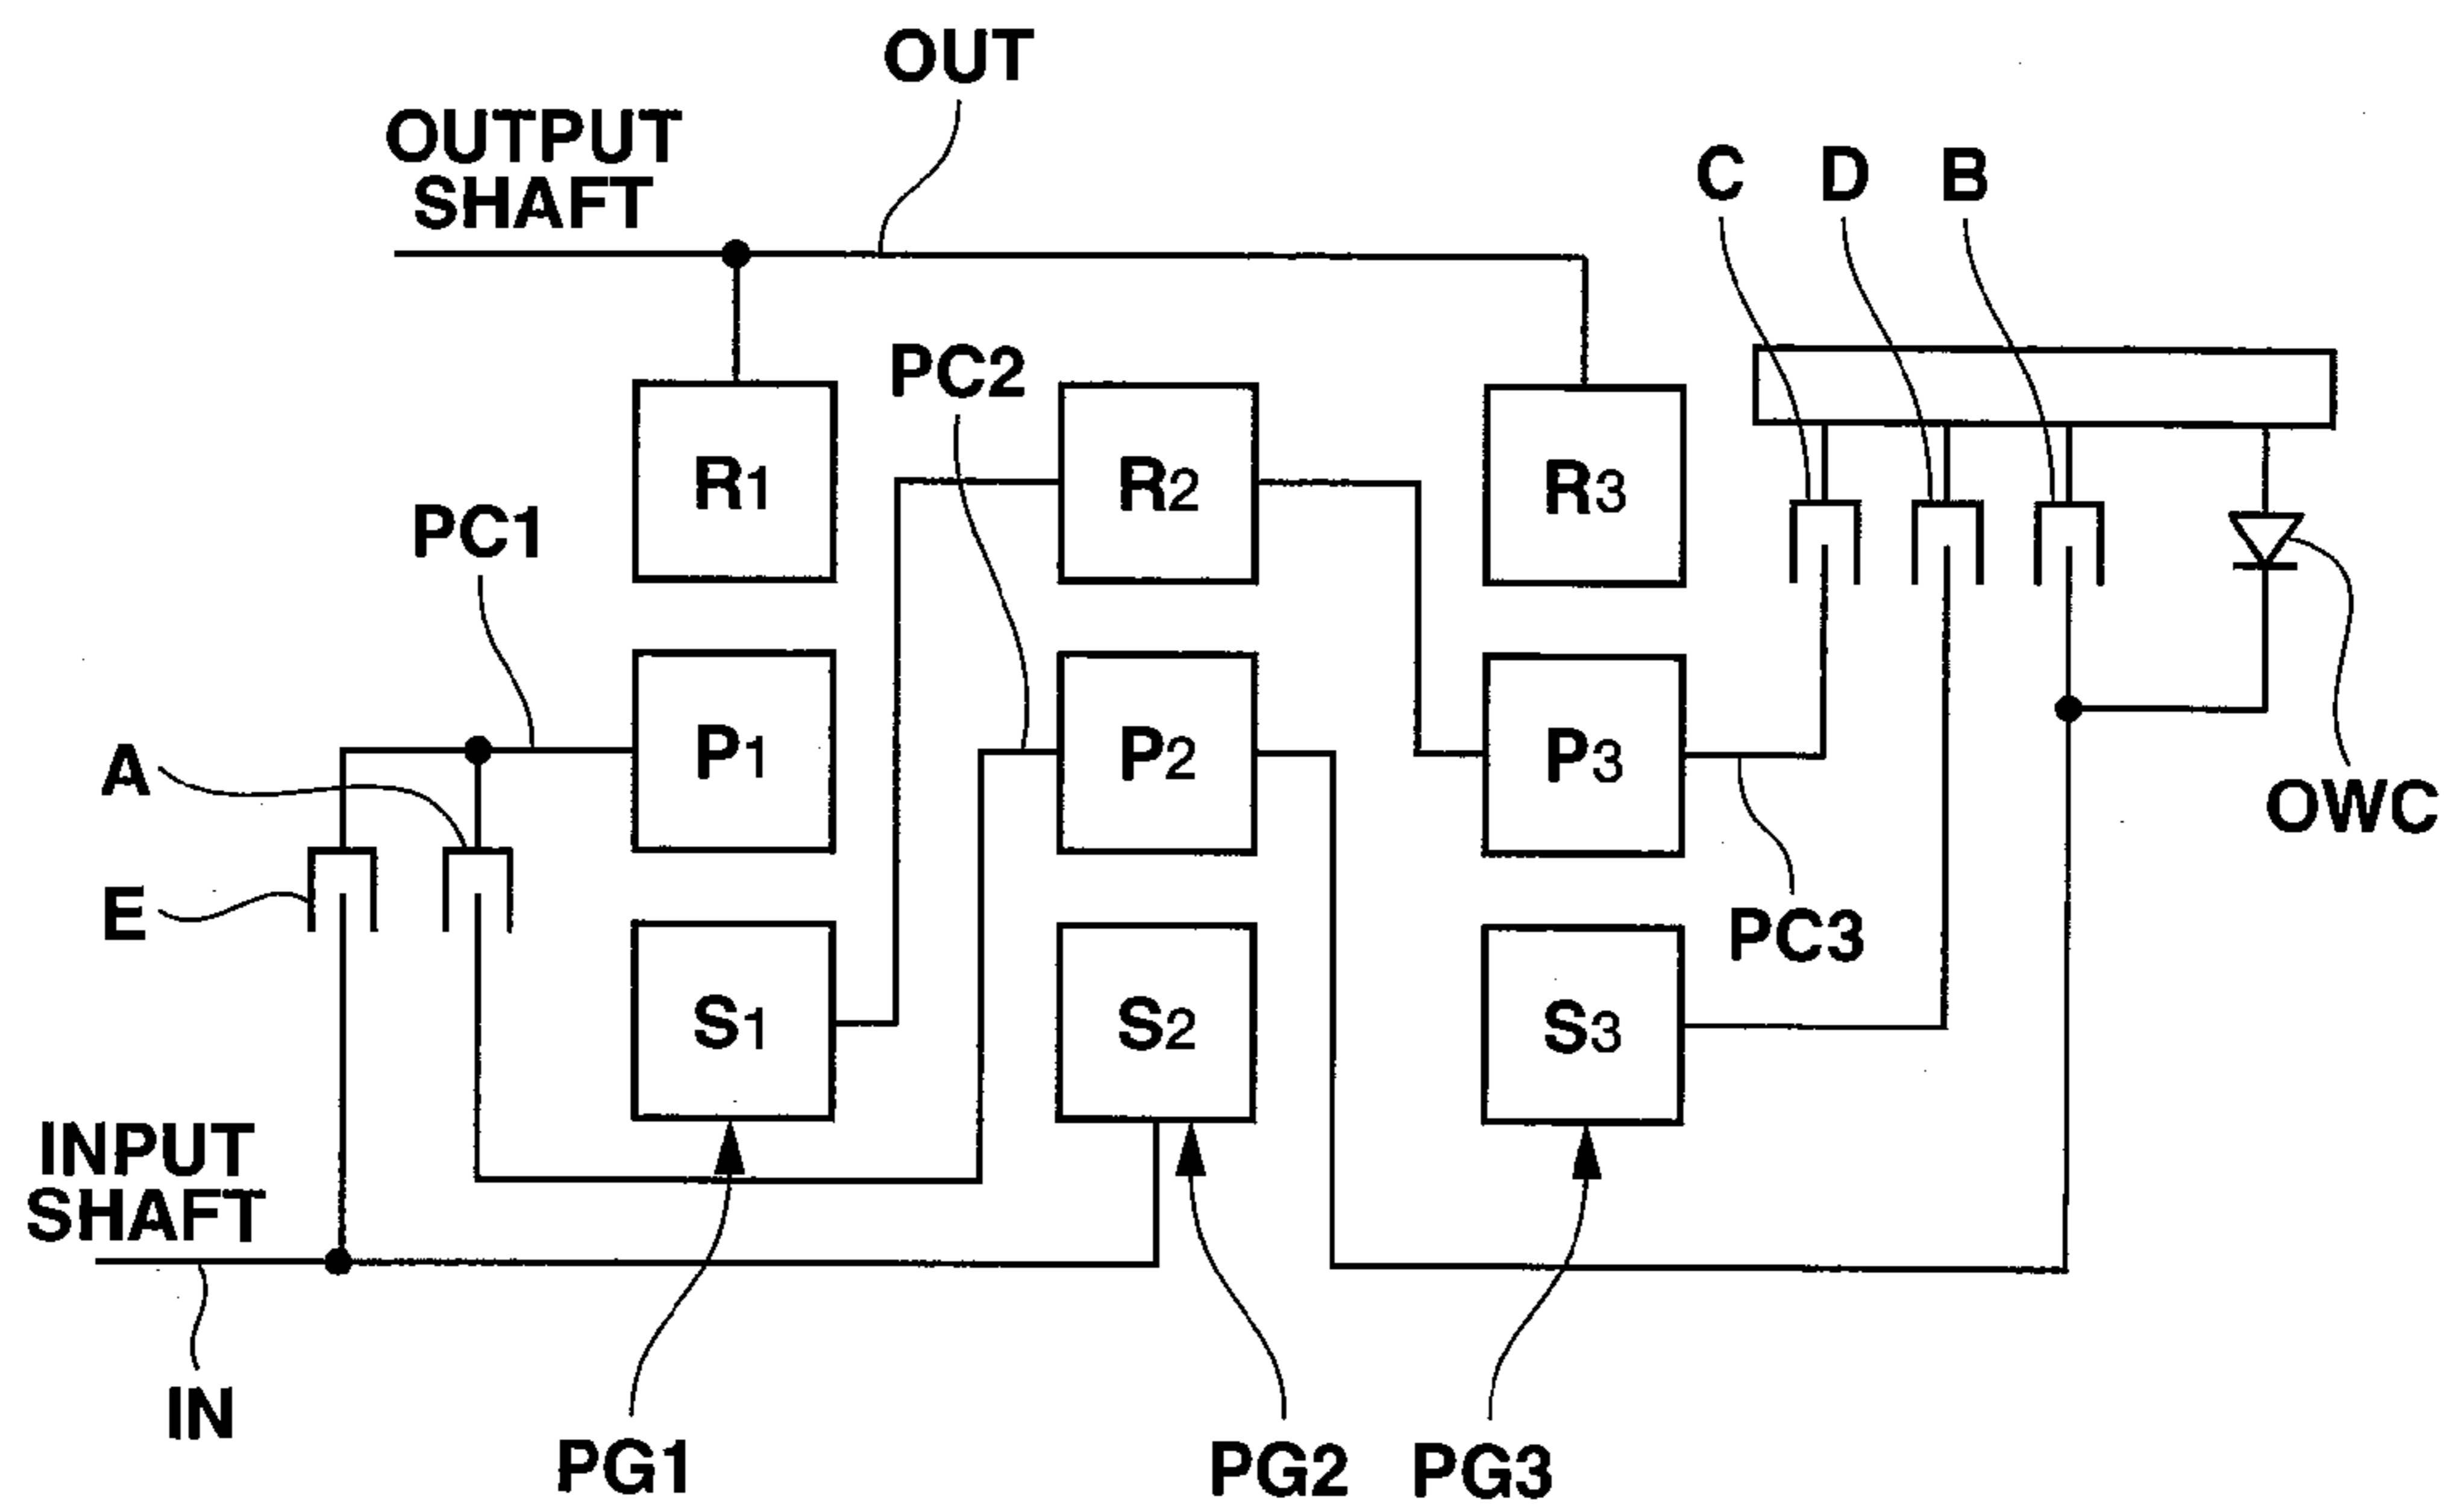 OUT
OUTPUT
SHAFT
C D B
PC2
R1 R2 R3
PC1
A
P1 P2 P3
OWC
E
PC3
S1 S2 S3
INPUT
SHAFT
IN
PG1 PG2 PG3